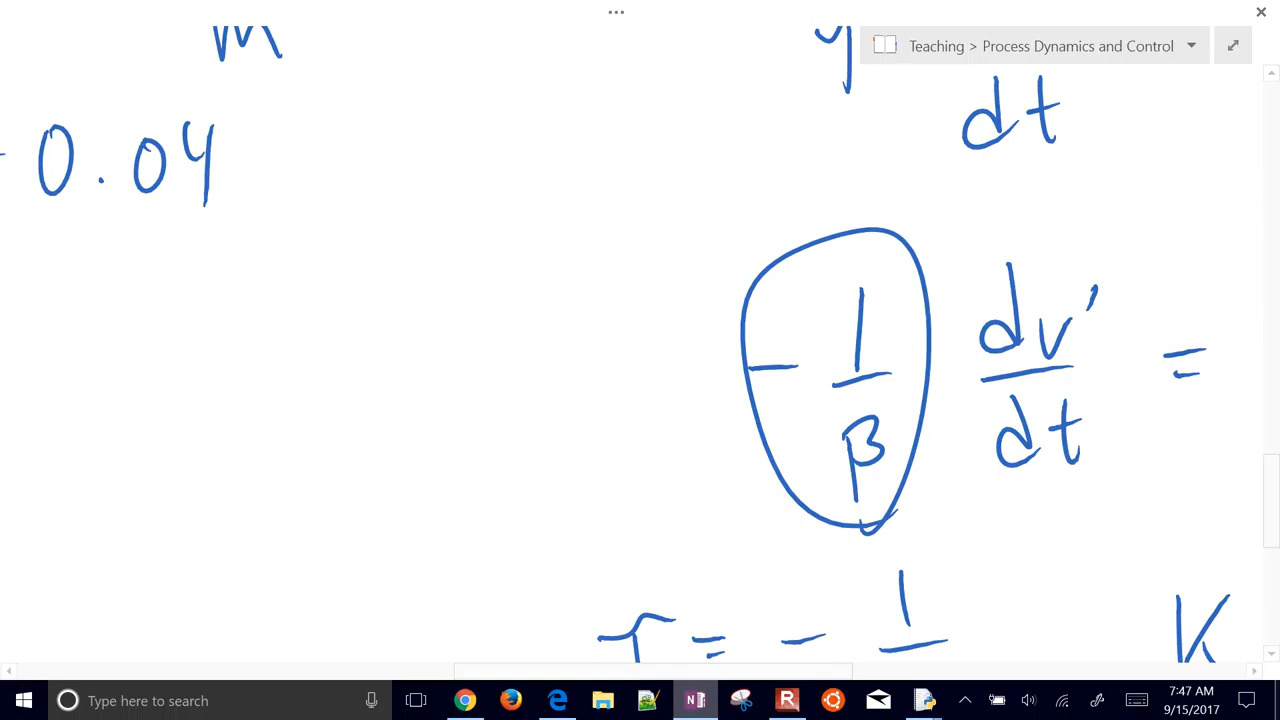 ...
Teaching > Process Dynamics and Control
m
y
dt
0.04
- 1/β dv'/dt =
τ = - 1
K
Type here to search
7:47 AM
9/15/2017